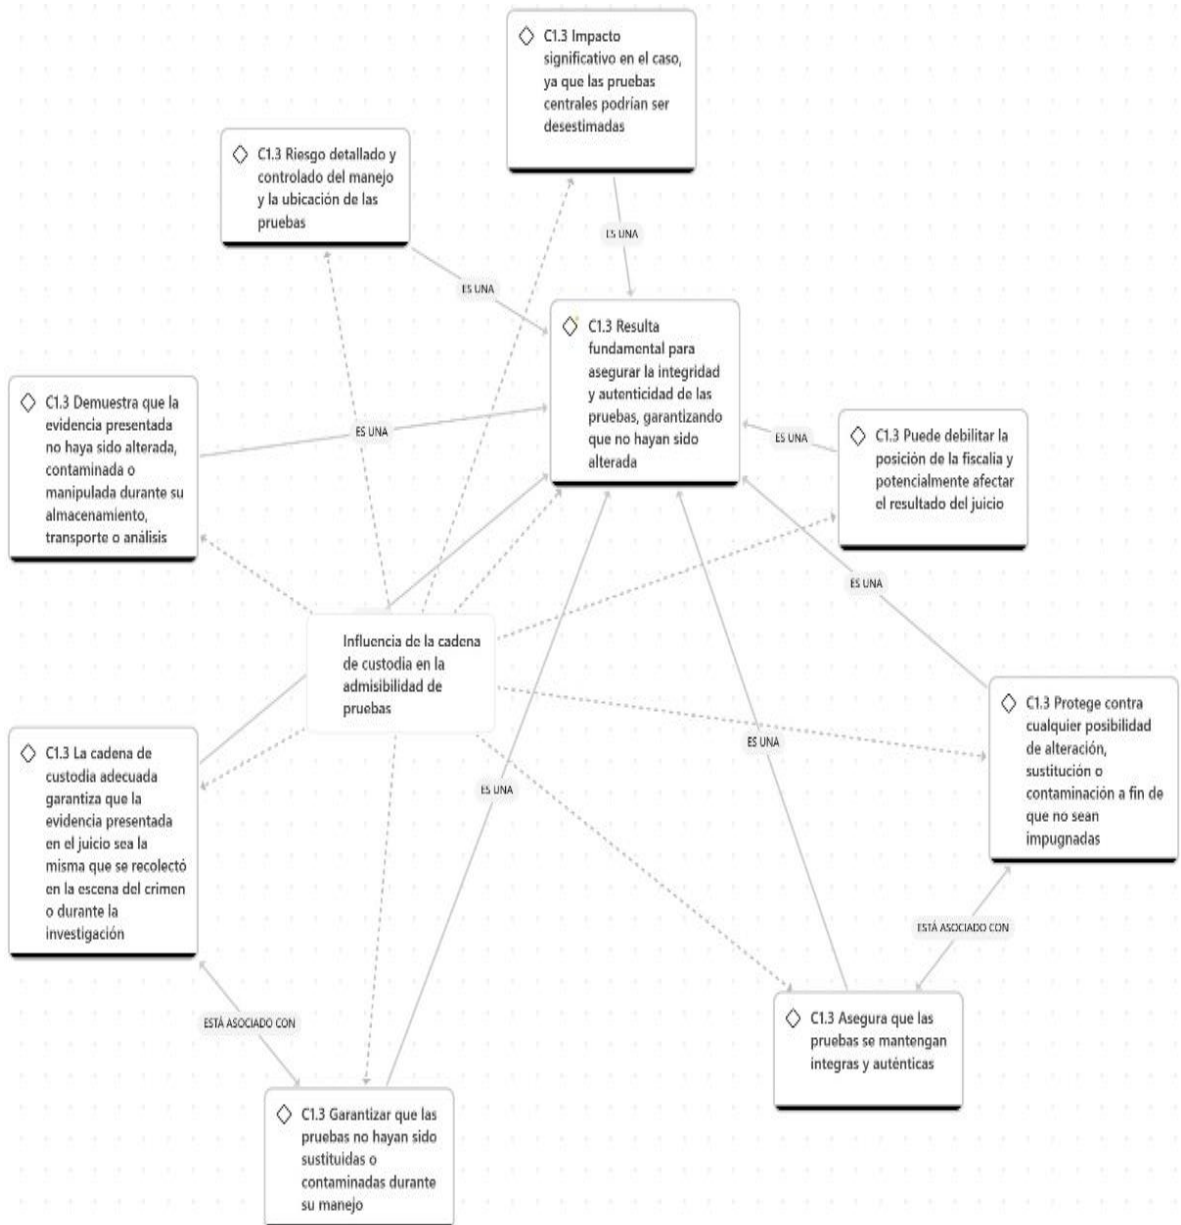 C1.3 Impacto
significativo en el caso,
ya que las pruebas
centrales podrían ser
desestimadas
C1.3 Riesgo detallado y
controlado del manejo
y la ubicación de las
pruebas
ES UNA
ES UNA
C1.3 Resulta
fundamental para
asegurar la integridad
y autenticidad de las
pruebas, garantizando
que no hayan sido
alterada
C1.3 Demuestra que la
evidencia presentada
no haya sido alterada,
contaminada o
manipulada durante su
almacenamiento,
transporte o análisis
ES UNA
ES UNA
C1.3 Puede debilitar la
posición de la fiscalía y
potencialmente afectar
el resultado del juicio
ES UNA
Influencia de la cadena
de custodia en la
admisibilidad de
pruebas
C1.3 Protege contra
cualquier posibilidad
de alteración,
sustitución o
contaminación a fin de
que no sean
impugnadas
C1.3 La cadena de
custodia adecuada
garantiza que la
evidencia presentada
en el juicio sea la
misma que se recolectó
en la escena del crimen
o durante la
investigación
ES UNA
ES UNA
ESTÁ ASOCIADO CON
ESTÁ ASOCIADO CON
C1.3 Asegura que las
pruebas se mantengan
integras y auténticas
C1.3 Garantizar que las
pruebas no hayan sido
sustituidas o
contaminadas durante
su manejo